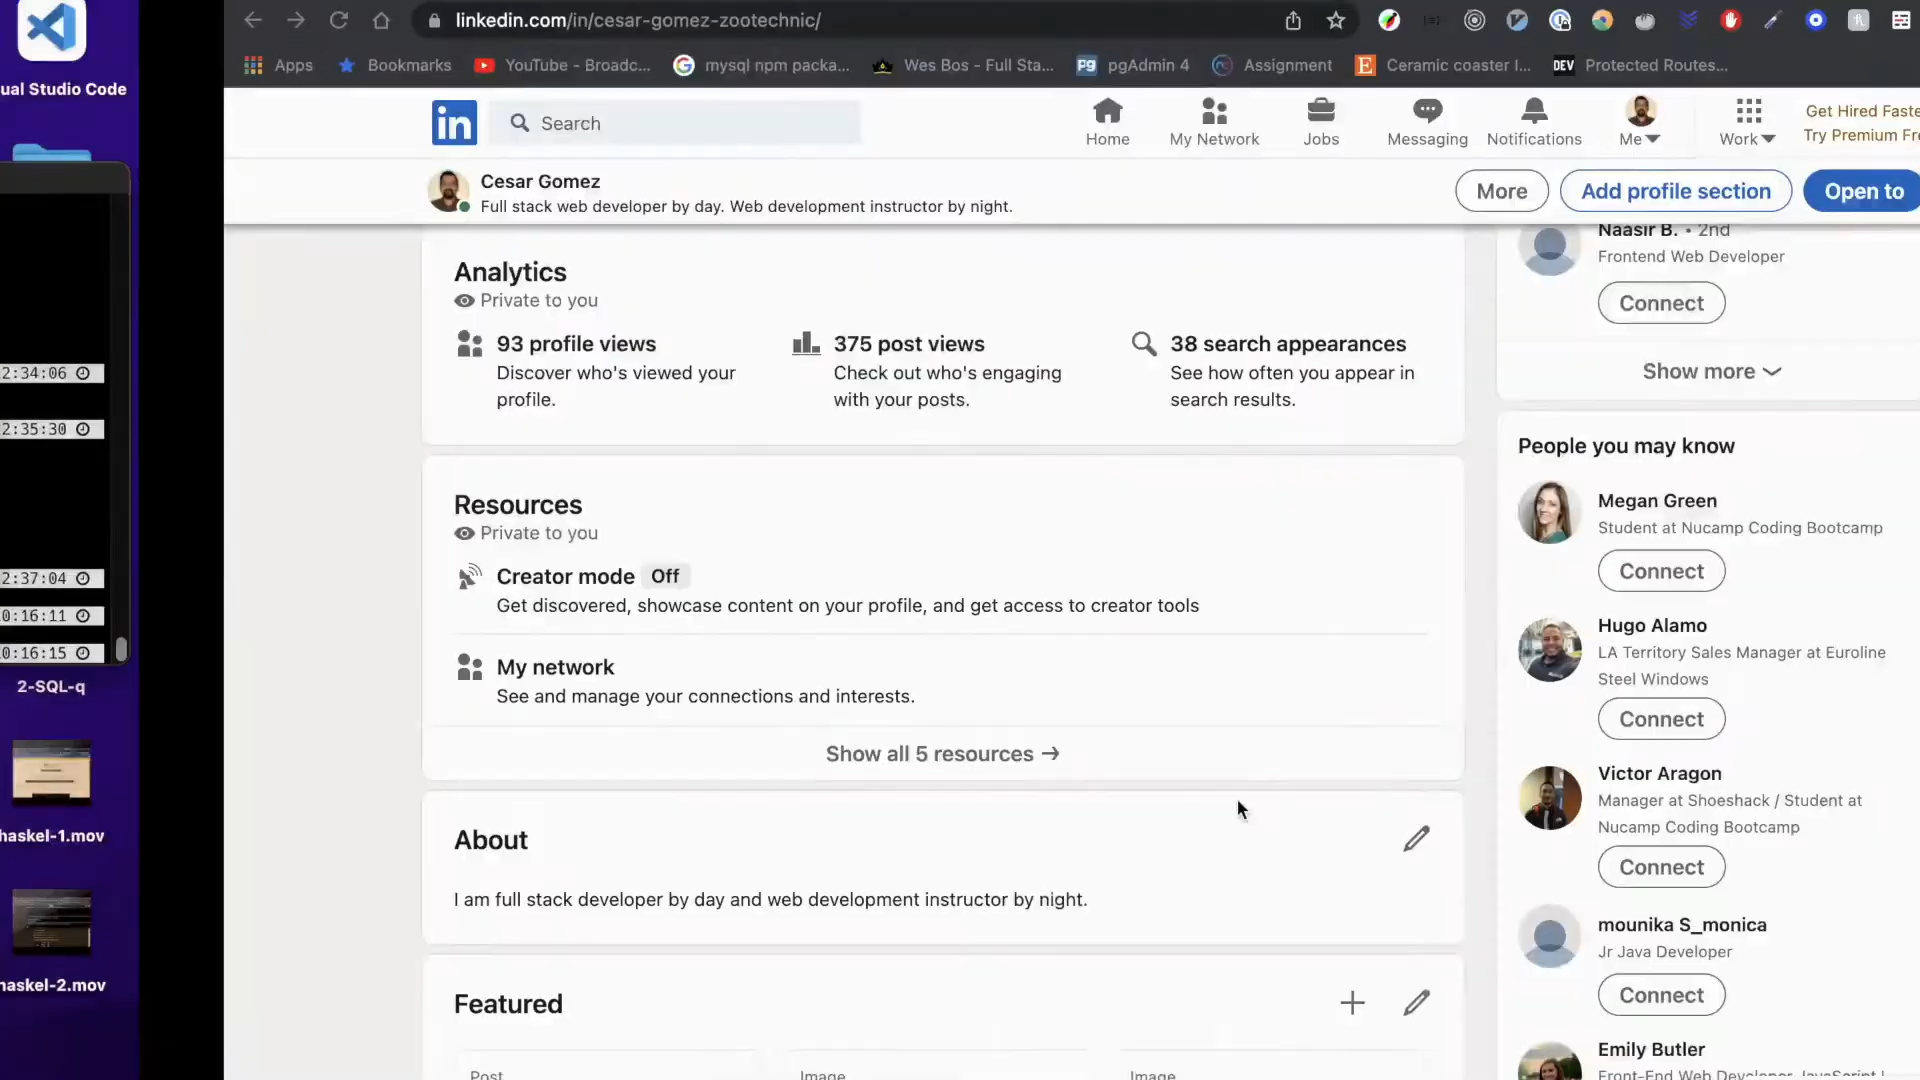 ual Studio Code
2:34:06
2:35:30
2:37:04
0:16:11
0:16:15
2-SQL-q
haskel-1.mov
haskel-2.mov
linkedin.com/in/cesar-gomez-zootechnic/
Apps
Bookmarks
YouTube - Broadc...
mysql npm packa...
Wes Bos - Full Sta...
pgAdmin 4
Assignment
Ceramic coaster I...
DEV
Protected Routes...
in
Search
Home
My Network
Jobs
Messaging
Notifications
Me
Work
Get Hired Faste
Try Premium Fre
Cesar Gomez
Full stack web developer by day. Web development instructor by night.
More
Add profile section
Open to
Analytics
Private to you
93 profile views
Discover who's viewed your
profile.
375 post views
Check out who's engaging
with your posts.
38 search appearances
See how often you appear in
search results.
Resources
Private to you
Creator mode Off
Get discovered, showcase content on your profile, and get access to creator tools
My network
See and manage your connections and interests.
Show all 5 resources →
About
I am full stack developer by day and web development instructor by night.
Featured
Post
Image
Image
Naasir B. • 2nd
Frontend Web Developer
Connect
Show more
People you may know
Megan Green
Student at Nucamp Coding Bootcamp
Connect
Hugo Alamo
LA Territory Sales Manager at Euroline
Steel Windows
Connect
Victor Aragon
Manager at Shoeshack / Student at
Nucamp Coding Bootcamp
Connect
mounika S_monica
Jr Java Developer
Connect
Emily Butler
Front-End Web Developer JavaScript |